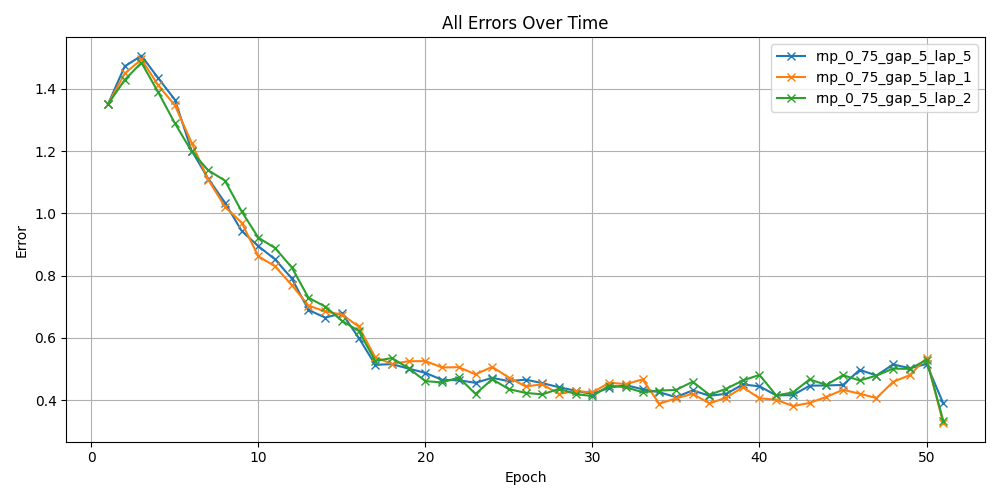 All Errors Over Time
rnp_0_75_gap_5_lap_5
rnp_0_75_gap_5_lap_1
rnp_0_75_gap_5_lap_2
Error
1.4
1.2
1.0
0.8
0.6
0.4
0 10 20 30 40 50
Epoch